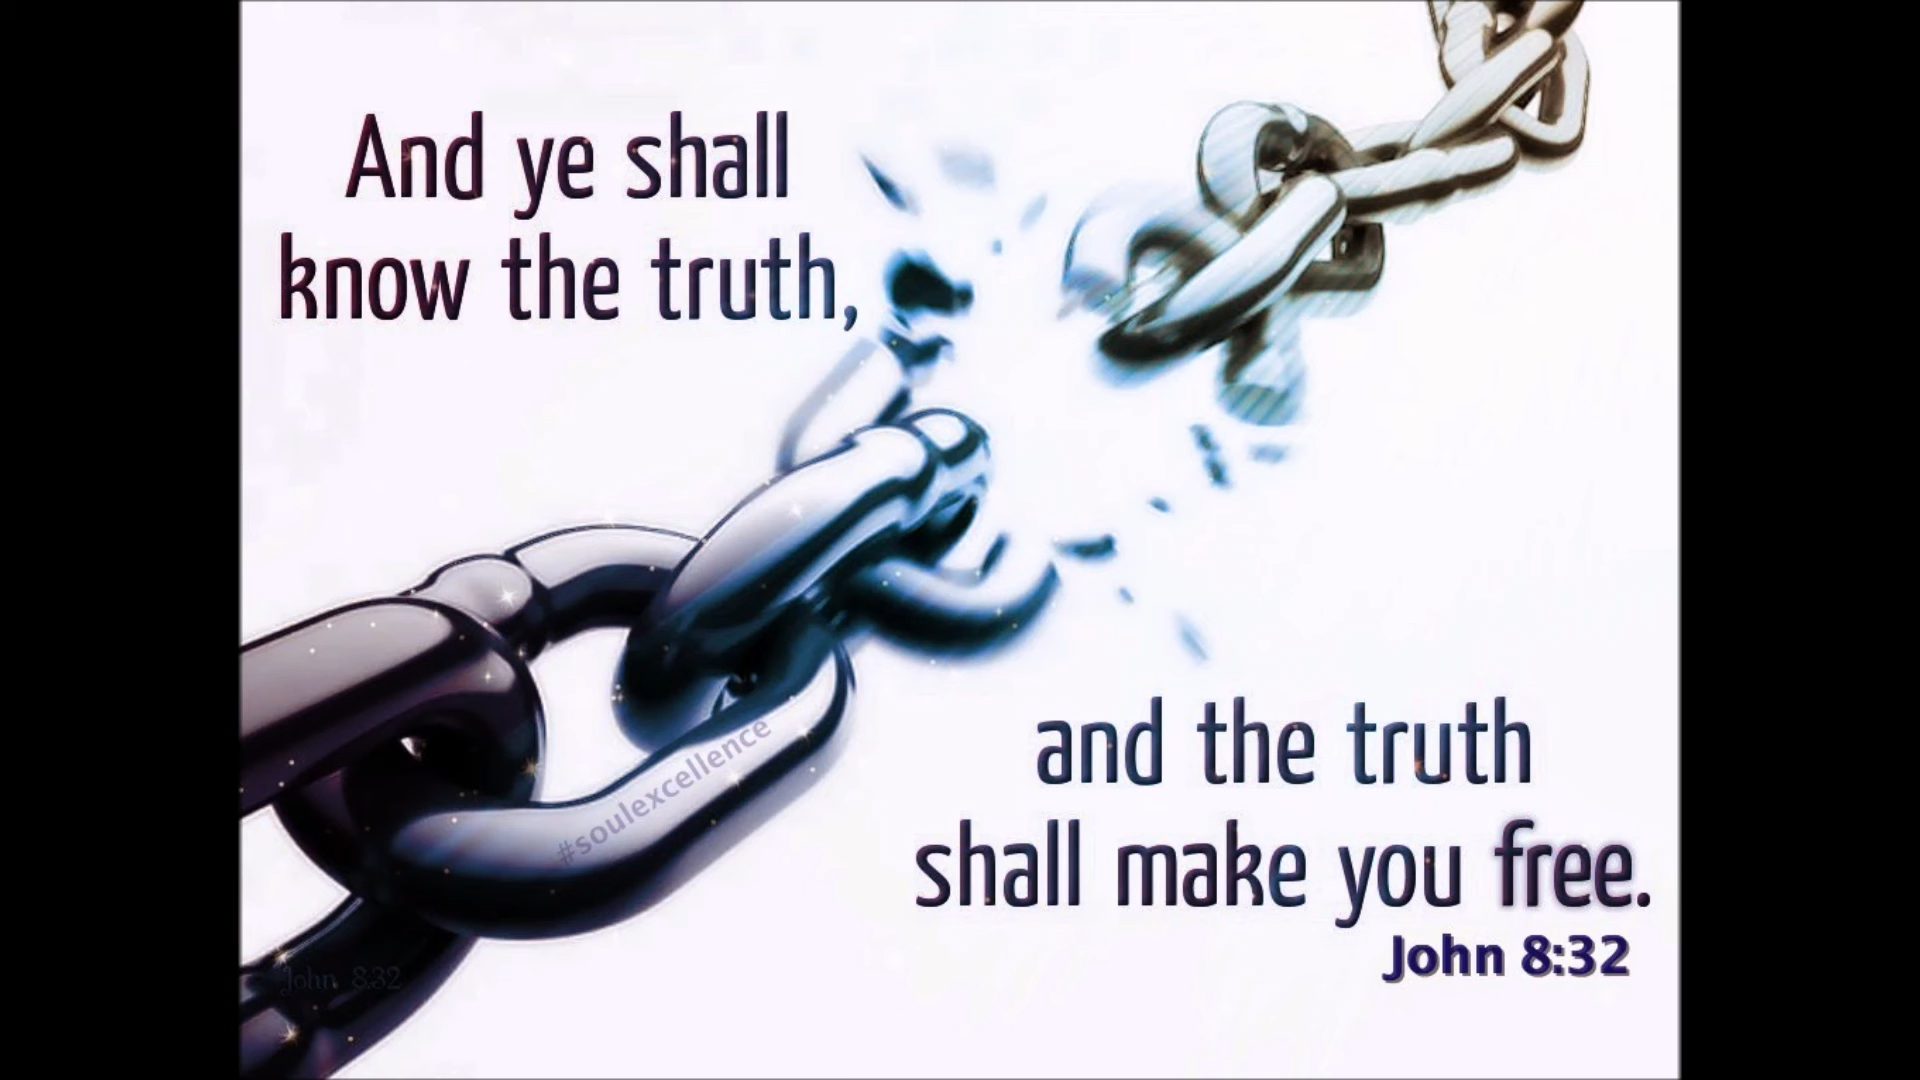 And ye shall
know the truth,
#soulexcellence
and the truth
shall make you free.
John 8:32
John 8:32